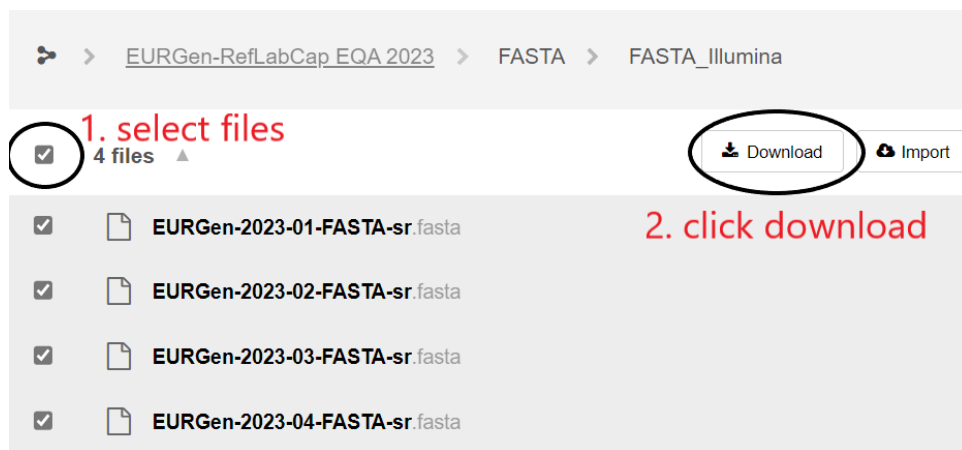 EURGen-RefLabCap EQA 2023 > FASTA > FASTA_Illumina
1. select files
4 files
Download
Import
EURGen-2023-01-FASTA-sr.fasta
2. click download
EURGen-2023-02-FASTA-sr.fasta
EURGen-2023-03-FASTA-sr.fasta
EURGen-2023-04-FASTA-sr.fasta